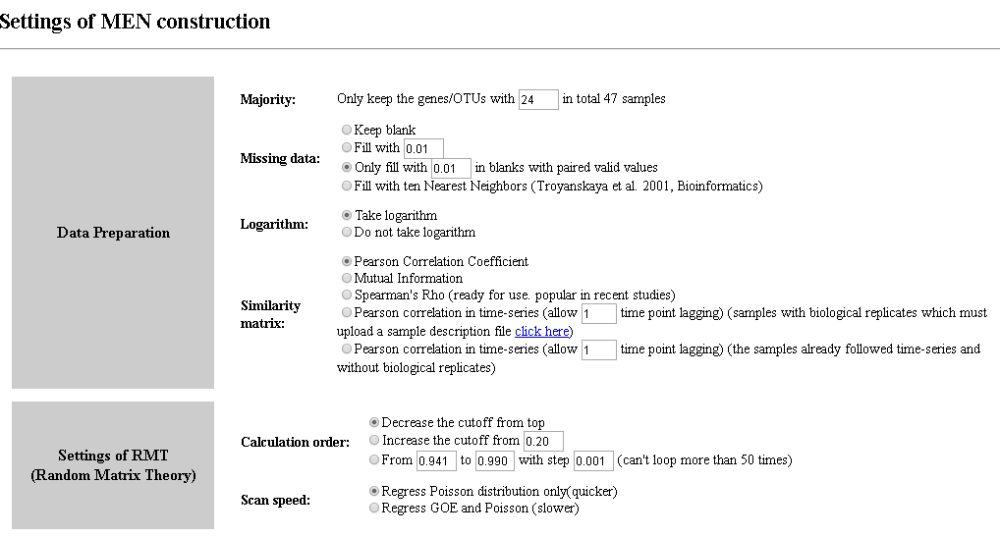 Settings of MEN construction
Data Preparation
Majority: Only keep the genes/OTUs with 24 in total 47 samples
Missing data:
Keep blank
Fill with 0.01
Only fill with 0.01 in blanks with paired valid values
Fill with ten Nearest Neighbors (Troyanskaya et al. 2001, Bioinformatics)
Logarithm:
Take logarithm
Do not take logarithm
Similarity
matrix:
Pearson Correlation Coefficient
Mutual Information
Spearman's Rho (ready for use. popular in recent studies)
Pearson correlation in time-series (allow 1 time point lagging) (samples with biological replicates which must
upload a sample description file click here)
Pearson correlation in time-series (allow 1 time point lagging) (the samples already followed time-series and
without biological replicates)
Settings of RMT
(Random Matrix Theory)
Calculation order:
Decrease the cutoff from top
Increase the cutoff from 0.20
From 0.941 to 0.990 with step 0.001 (can't loop more than 50 times)
Scan speed:
Regress Poisson distribution only(quicker)
Regress GOE and Poisson (slower)